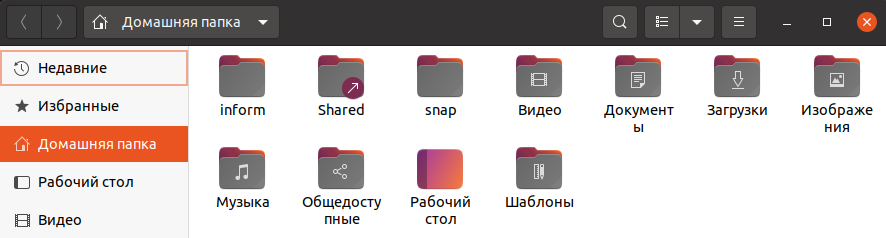 Домашняя папка
Недавние
Избранные
Домашняя папка
Рабочий стол
Видео
inform
Shared
snap
Видео
Документ
ы
Загрузки
Изображе
ния
Музыка
Общедосту
пные
Рабочий
стол
Шаблоны